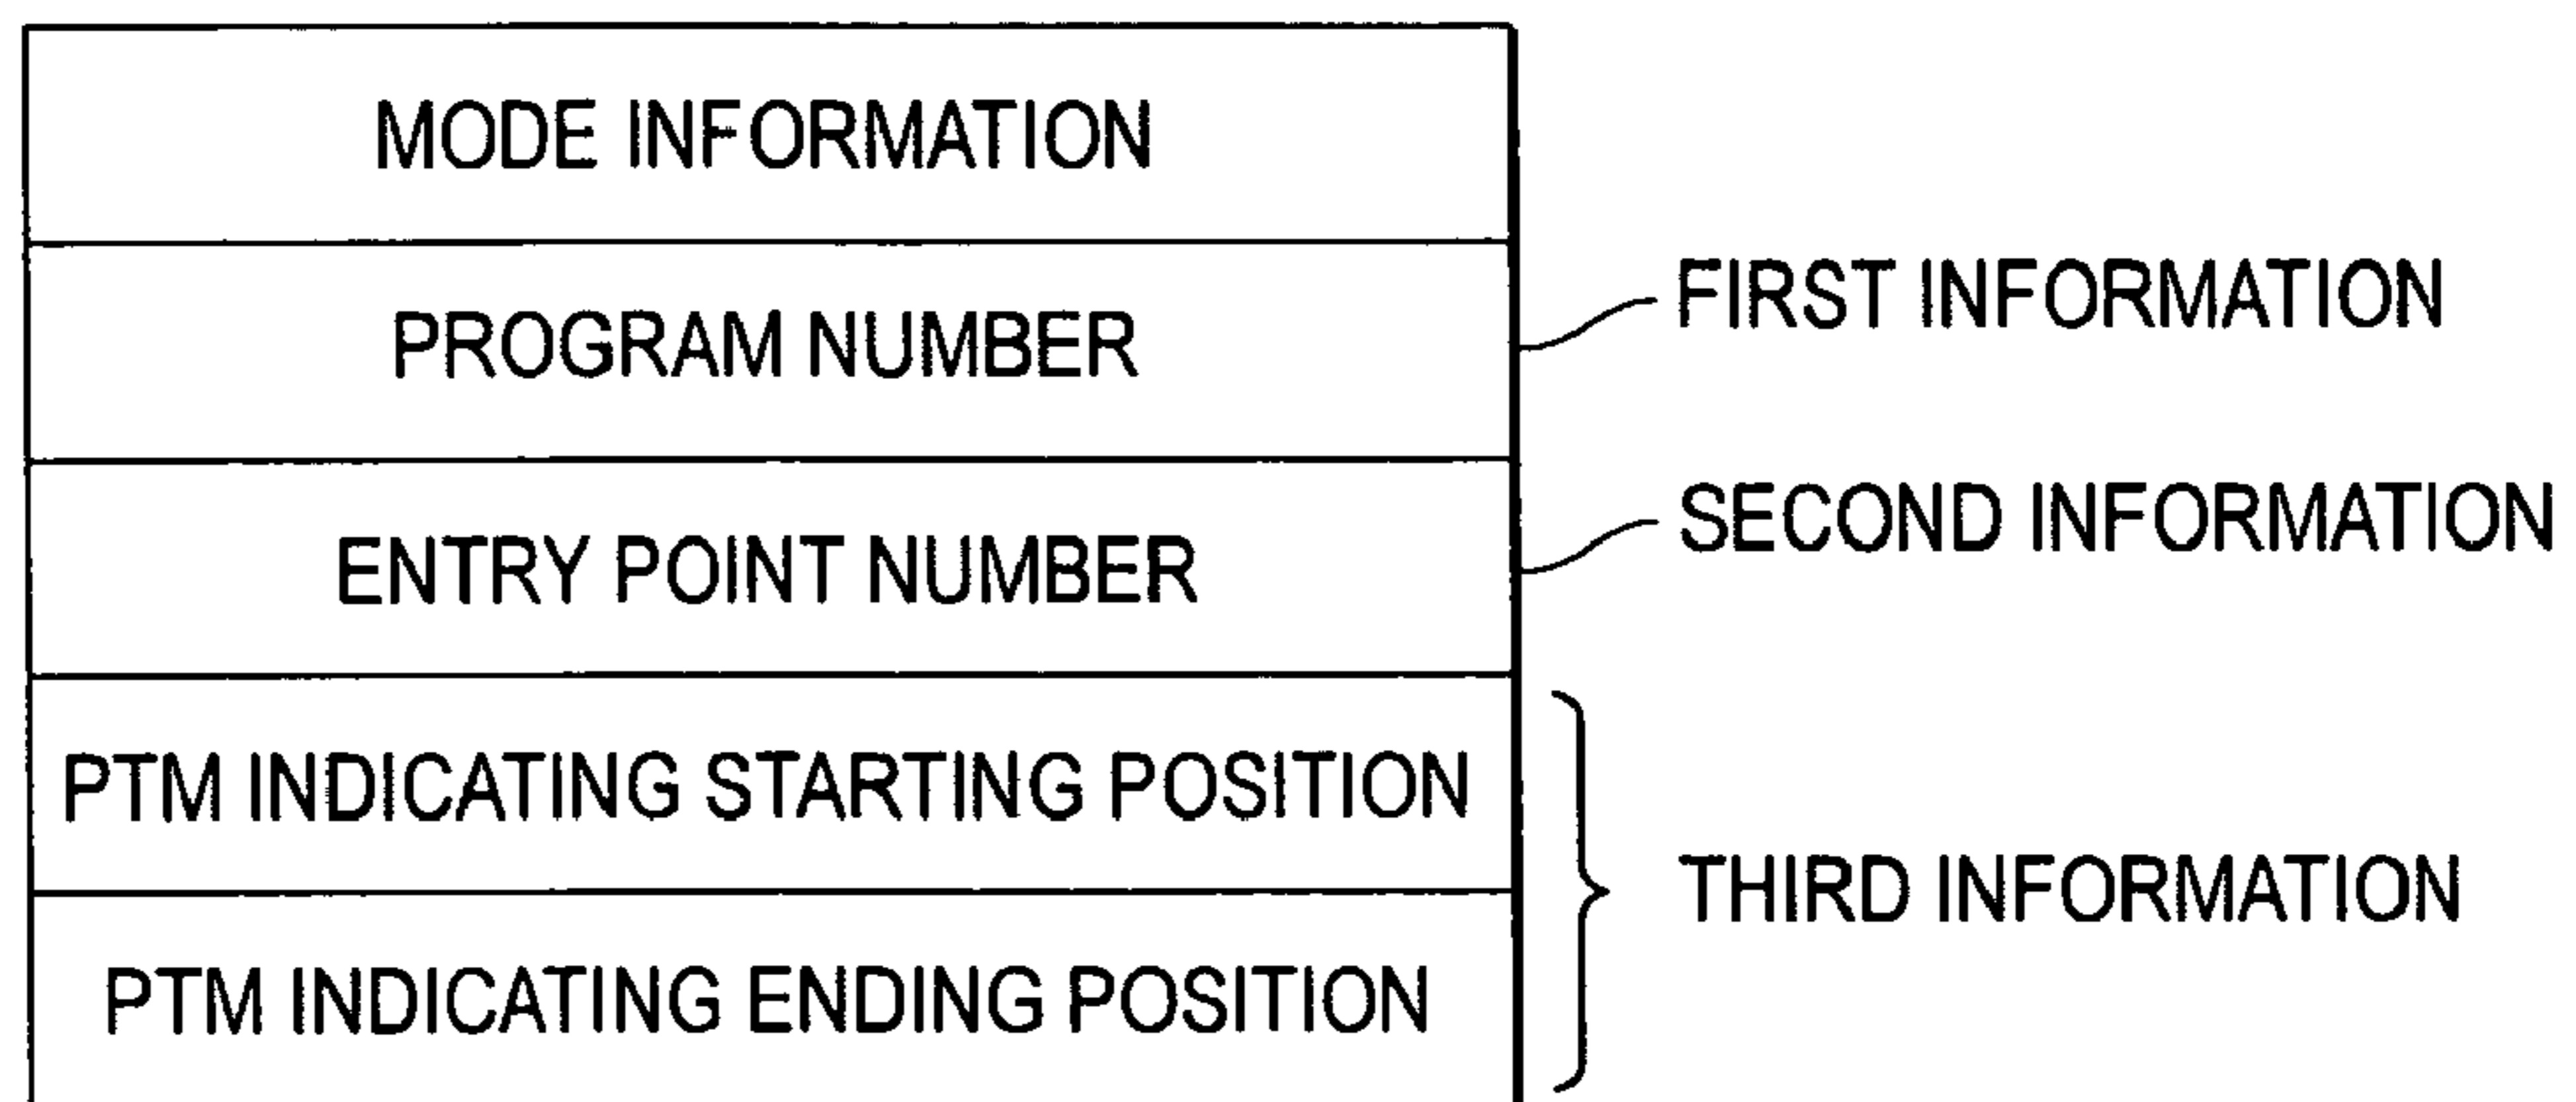 MODE INFORMATION
PROGRAM NUMBER
FIRST INFORMATION
ENTRY POINT NUMBER
SECOND INFORMATION
PTM INDICATING STARTING POSITION
PTM INDICATING ENDING POSITION
THIRD INFORMATION